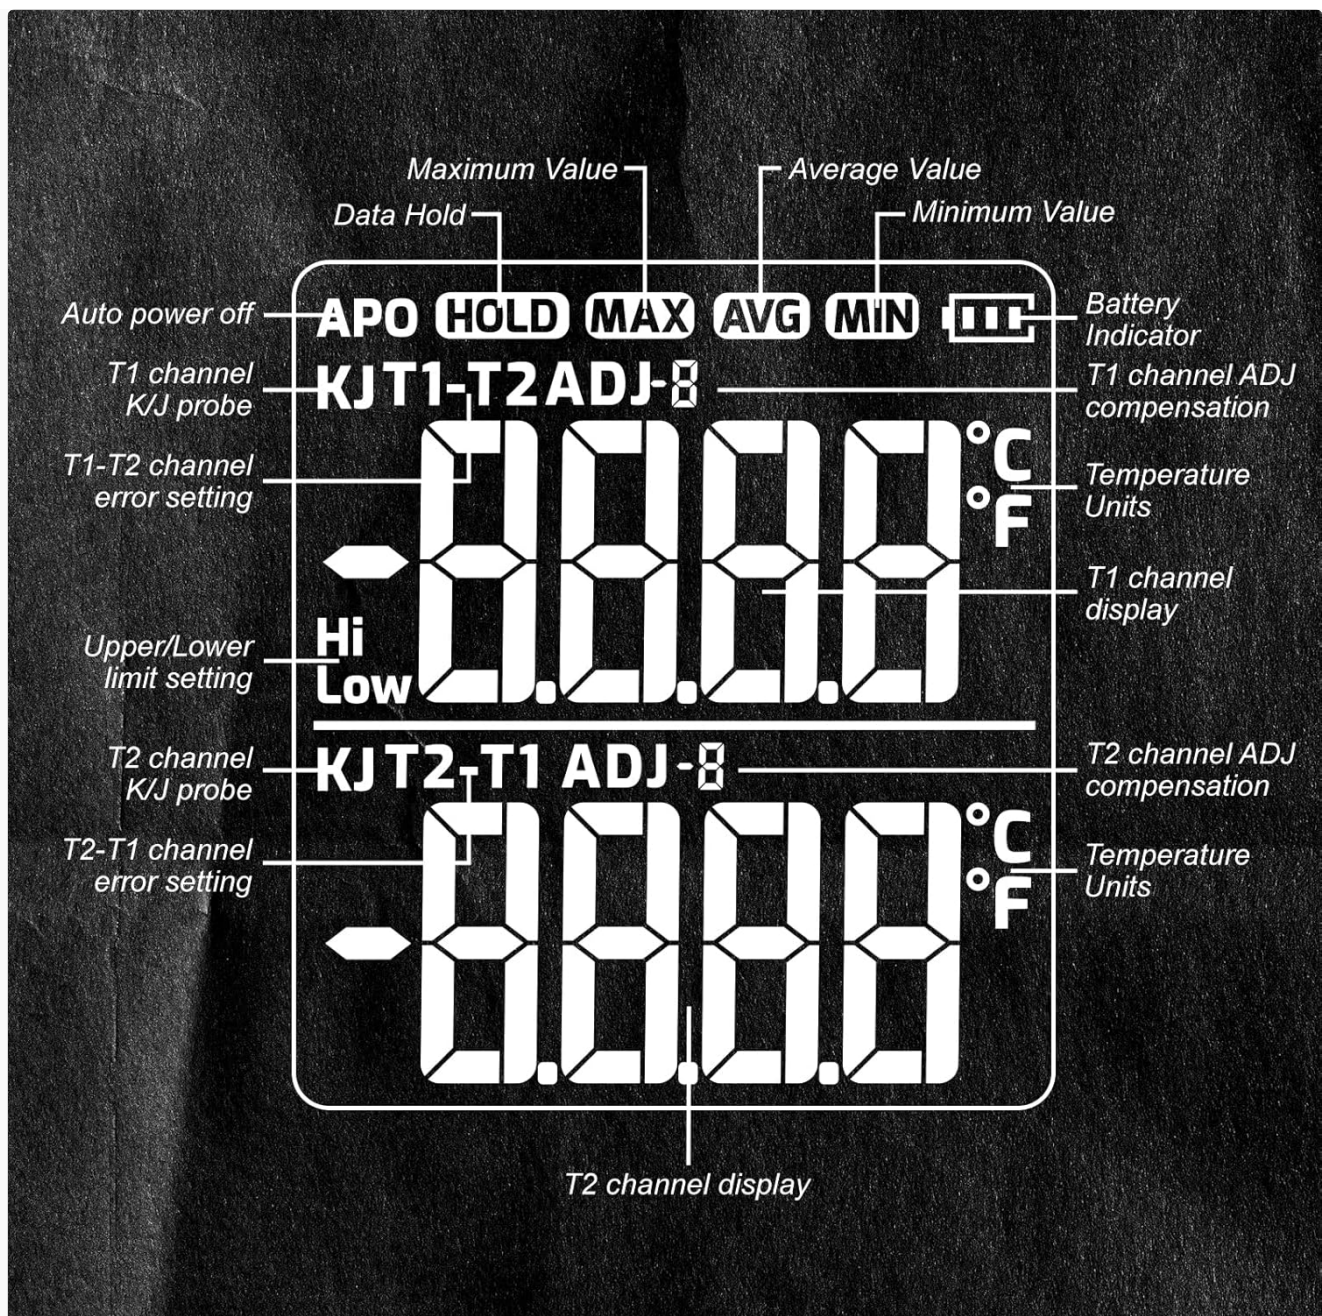 Maximum Value
Average Value
Data Hold
Minimum Value
Auto power off
APO HOLD MAX AVG MIN
Battery
Indicator
T1 channel
K/J probe
KJ T1-T2 ADJ-8
T1 channel ADJ
compensation
T1-T2 channel
error setting
-8.8.8.8
°C
°F
Temperature
Units
T1 channel
display
Upper/Lower
limit setting
Hi
Low
T2 channel
K/J probe
KJ T2-T1 ADJ-8
T2 channel ADJ
compensation
T2-T1 channel
error setting
-8.8.8.8
°C
°F
Temperature
Units
T2 channel display